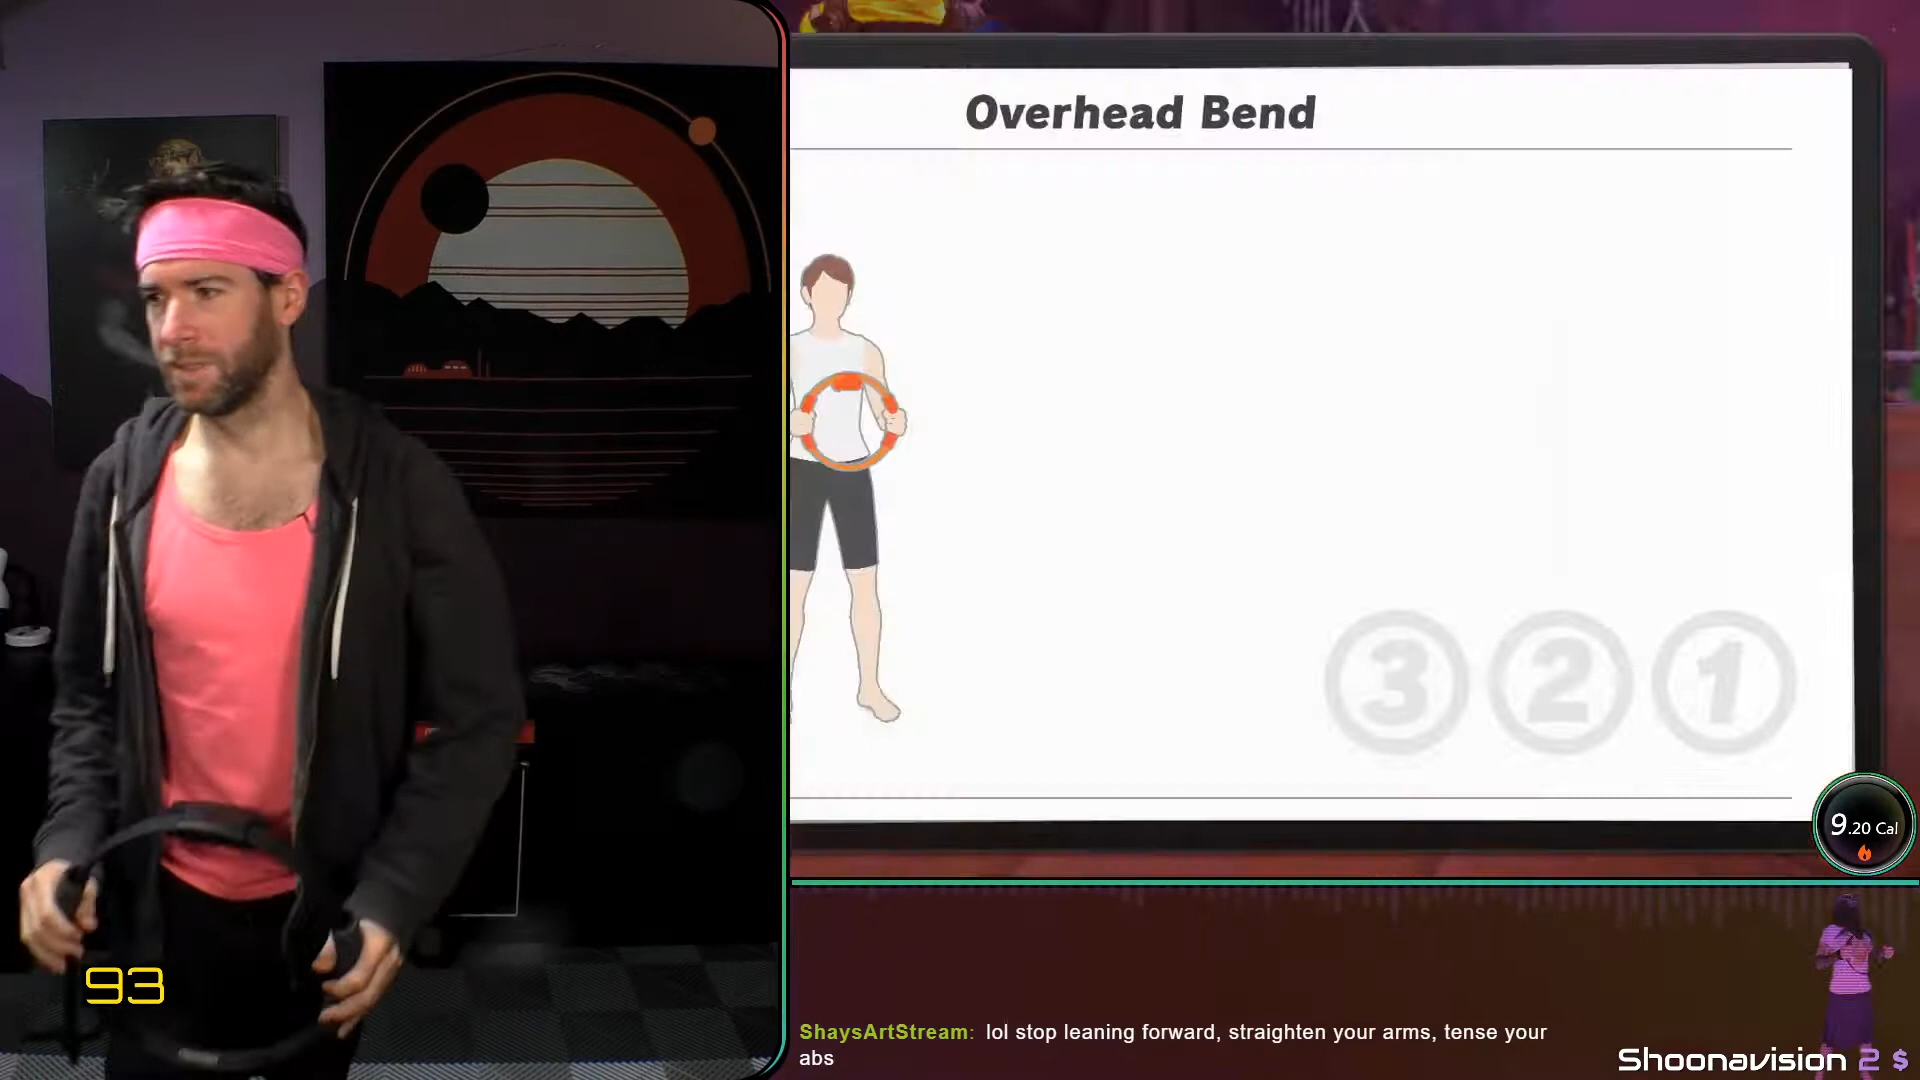 Overhead Bend
3 2 1
9.20 Cal
93
ShaysArtStream: lol stop leaning forward, straighten your arms, tense your
abs
Shoonavision 2 $